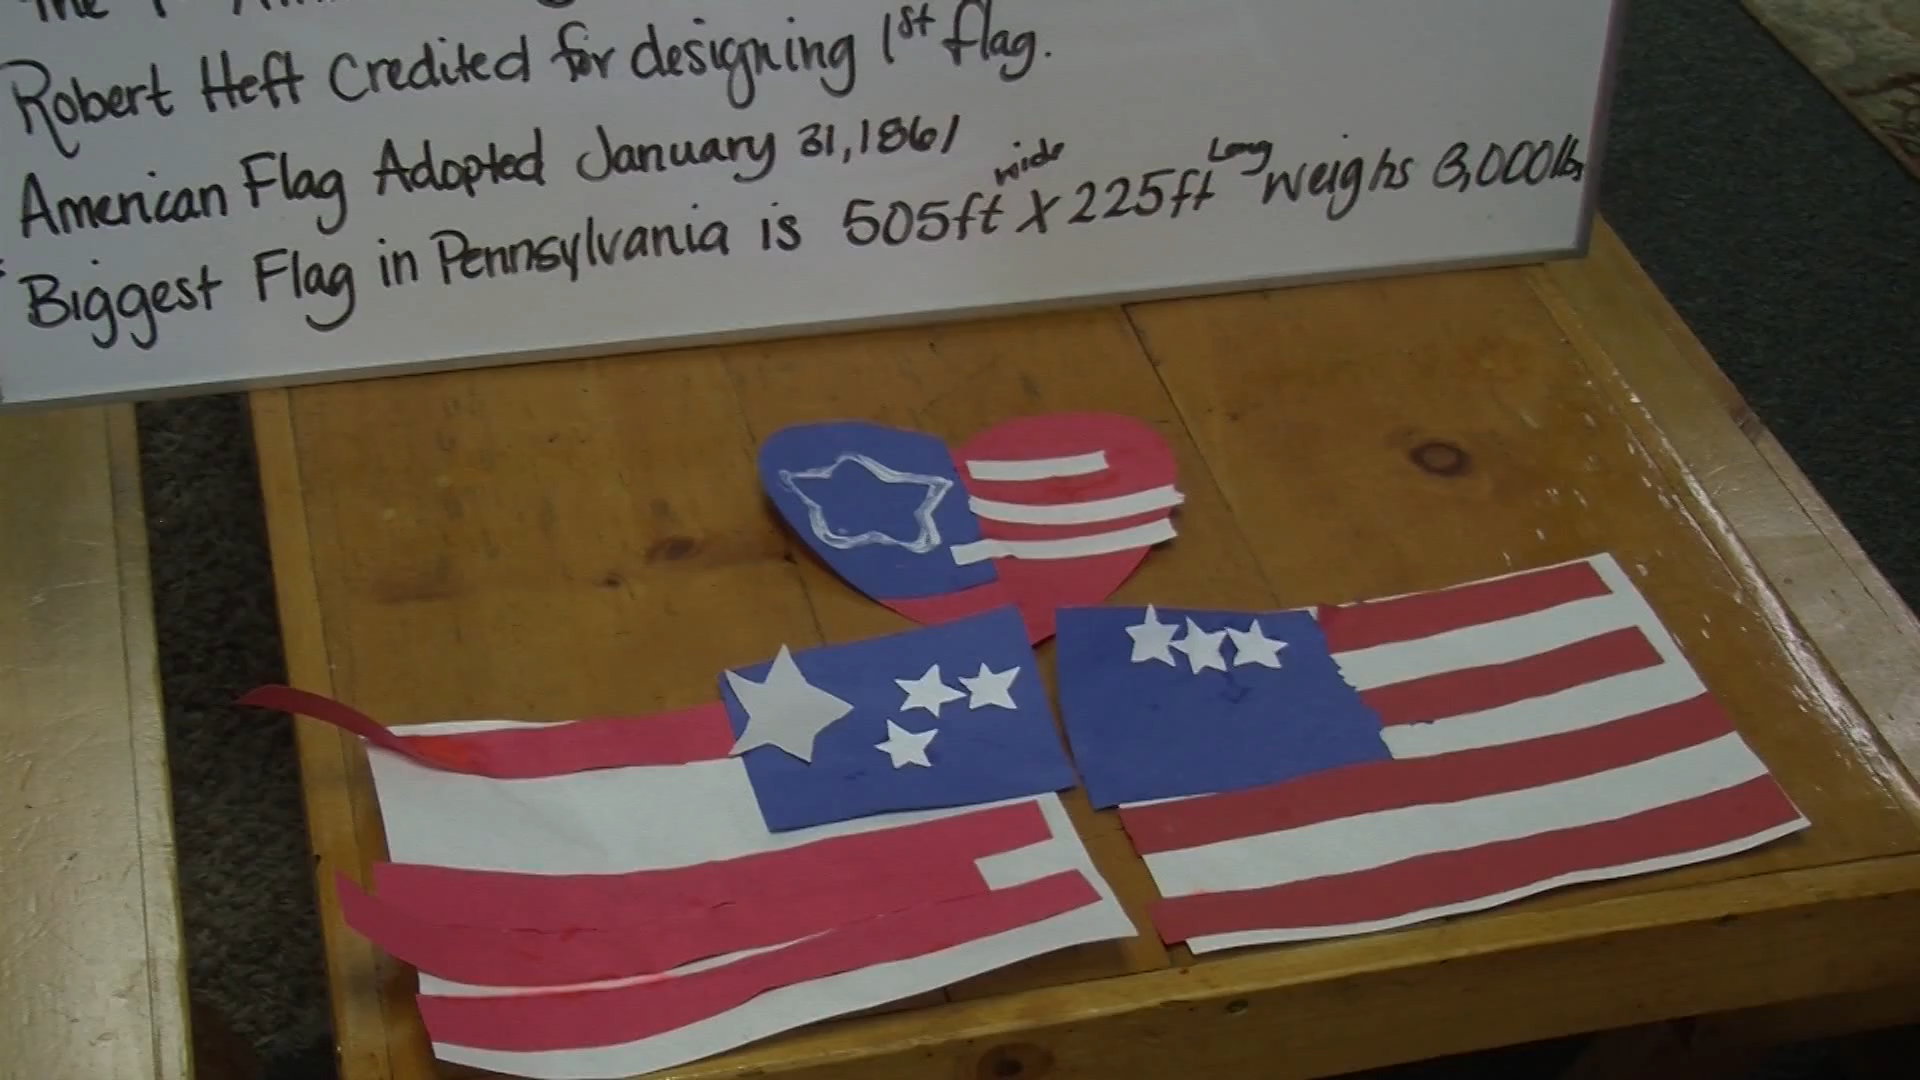 Robert Heft Credited for designing 1st flag.
American Flag Adopted January 31, 1861
Biggest Flag in Pennsylvania is 505ft wide X 225ft Long weighs 3,000lbs